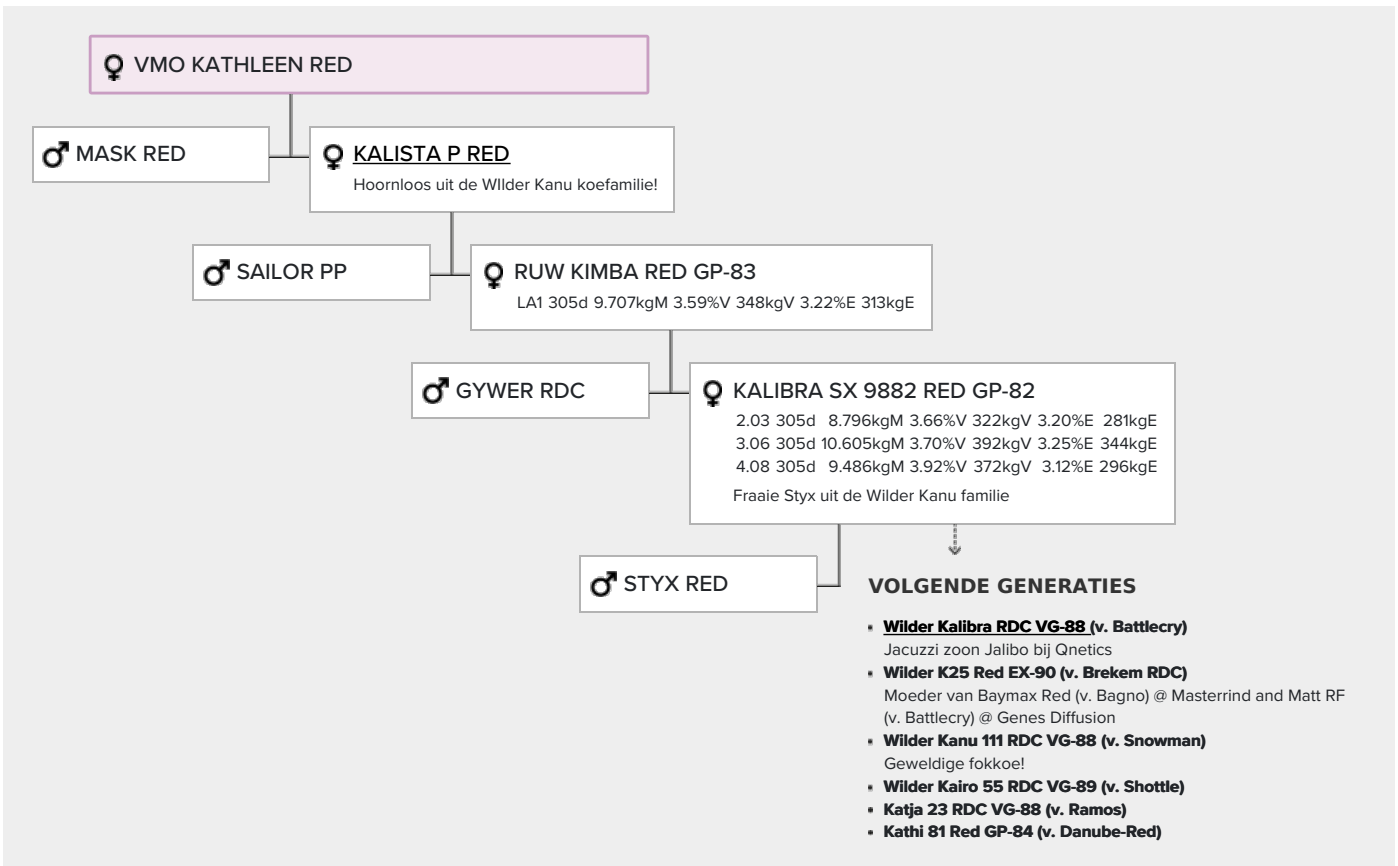 VMO KATHLEEN RED
MASK RED
KALISTA P RED
Hoornloos uit de WIlder Kanu koefamilie!
SAILOR PP
RUW KIMBA RED GP-83
LA1 305d 9.707kgM 3.59%V 348kgV 3.22%E 313kgE
GYWER RDC
KALIBRA SX 9882 RED GP-82
2.03 305d 8.796kgM 3.66%V 322kgV 3.20%E 281kgE
3.06 305d 10.605kgM 3.70%V 392kgV 3.25%E 344kgE
4.08 305d 9.486kgM 3.92%V 372kgV 3.12%E 296kgE
Fraaie Styx uit de Wilder Kanu familie
STYX RED
VOLGENDE GENERATIES
Wilder Kalibra RDC VG-88 (v. Battlecry)
Jacuzzi zoon Jalibo bij Qnetics
Wilder K25 Red EX-90 (v. Brekem RDC)
Moeder van Baymax Red (v. Bagno) @ Masterrind and Matt RF
(v. Battlecry) @ Genes Diffusion
Wilder Kanu 111 RDC VG-88 (v. Snowman)
Geweldige fokkoe!
Wilder Kairo 55 RDC VG-89 (v. Shottle)
Katja 23 RDC VG-88 (v. Ramos)
Kathi 81 Red GP-84 (v. Danube-Red)